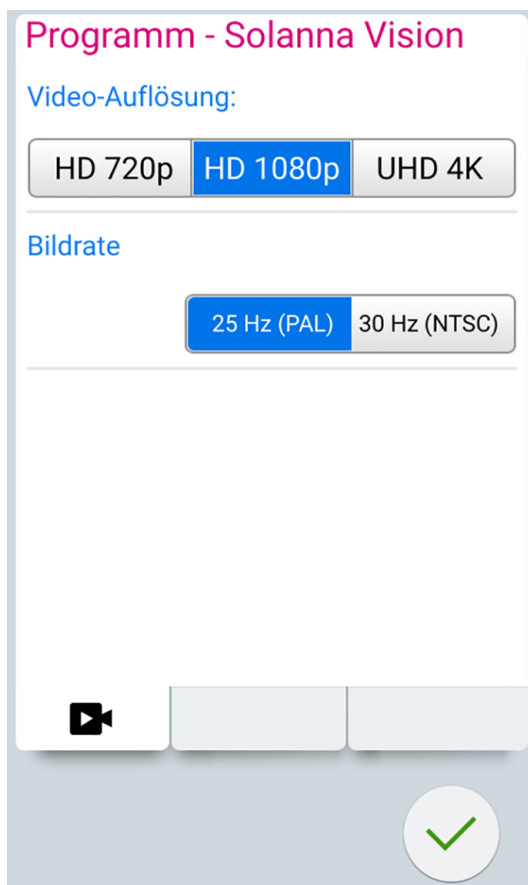 Programm - Solanna Vision
Video-Auflösung:
HD 720p HD 1080p UHD 4K
Bildrate
25 Hz (PAL) 30 Hz (NTSC)